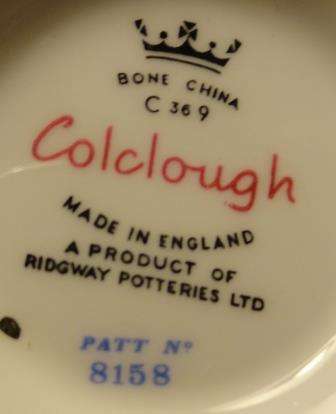 BONE CHINA
C 369
Colclough
MADE IN ENGLAND
A PRODUCT OF
RIDGWAY POTTERIES LTD
PATT Nº
8158